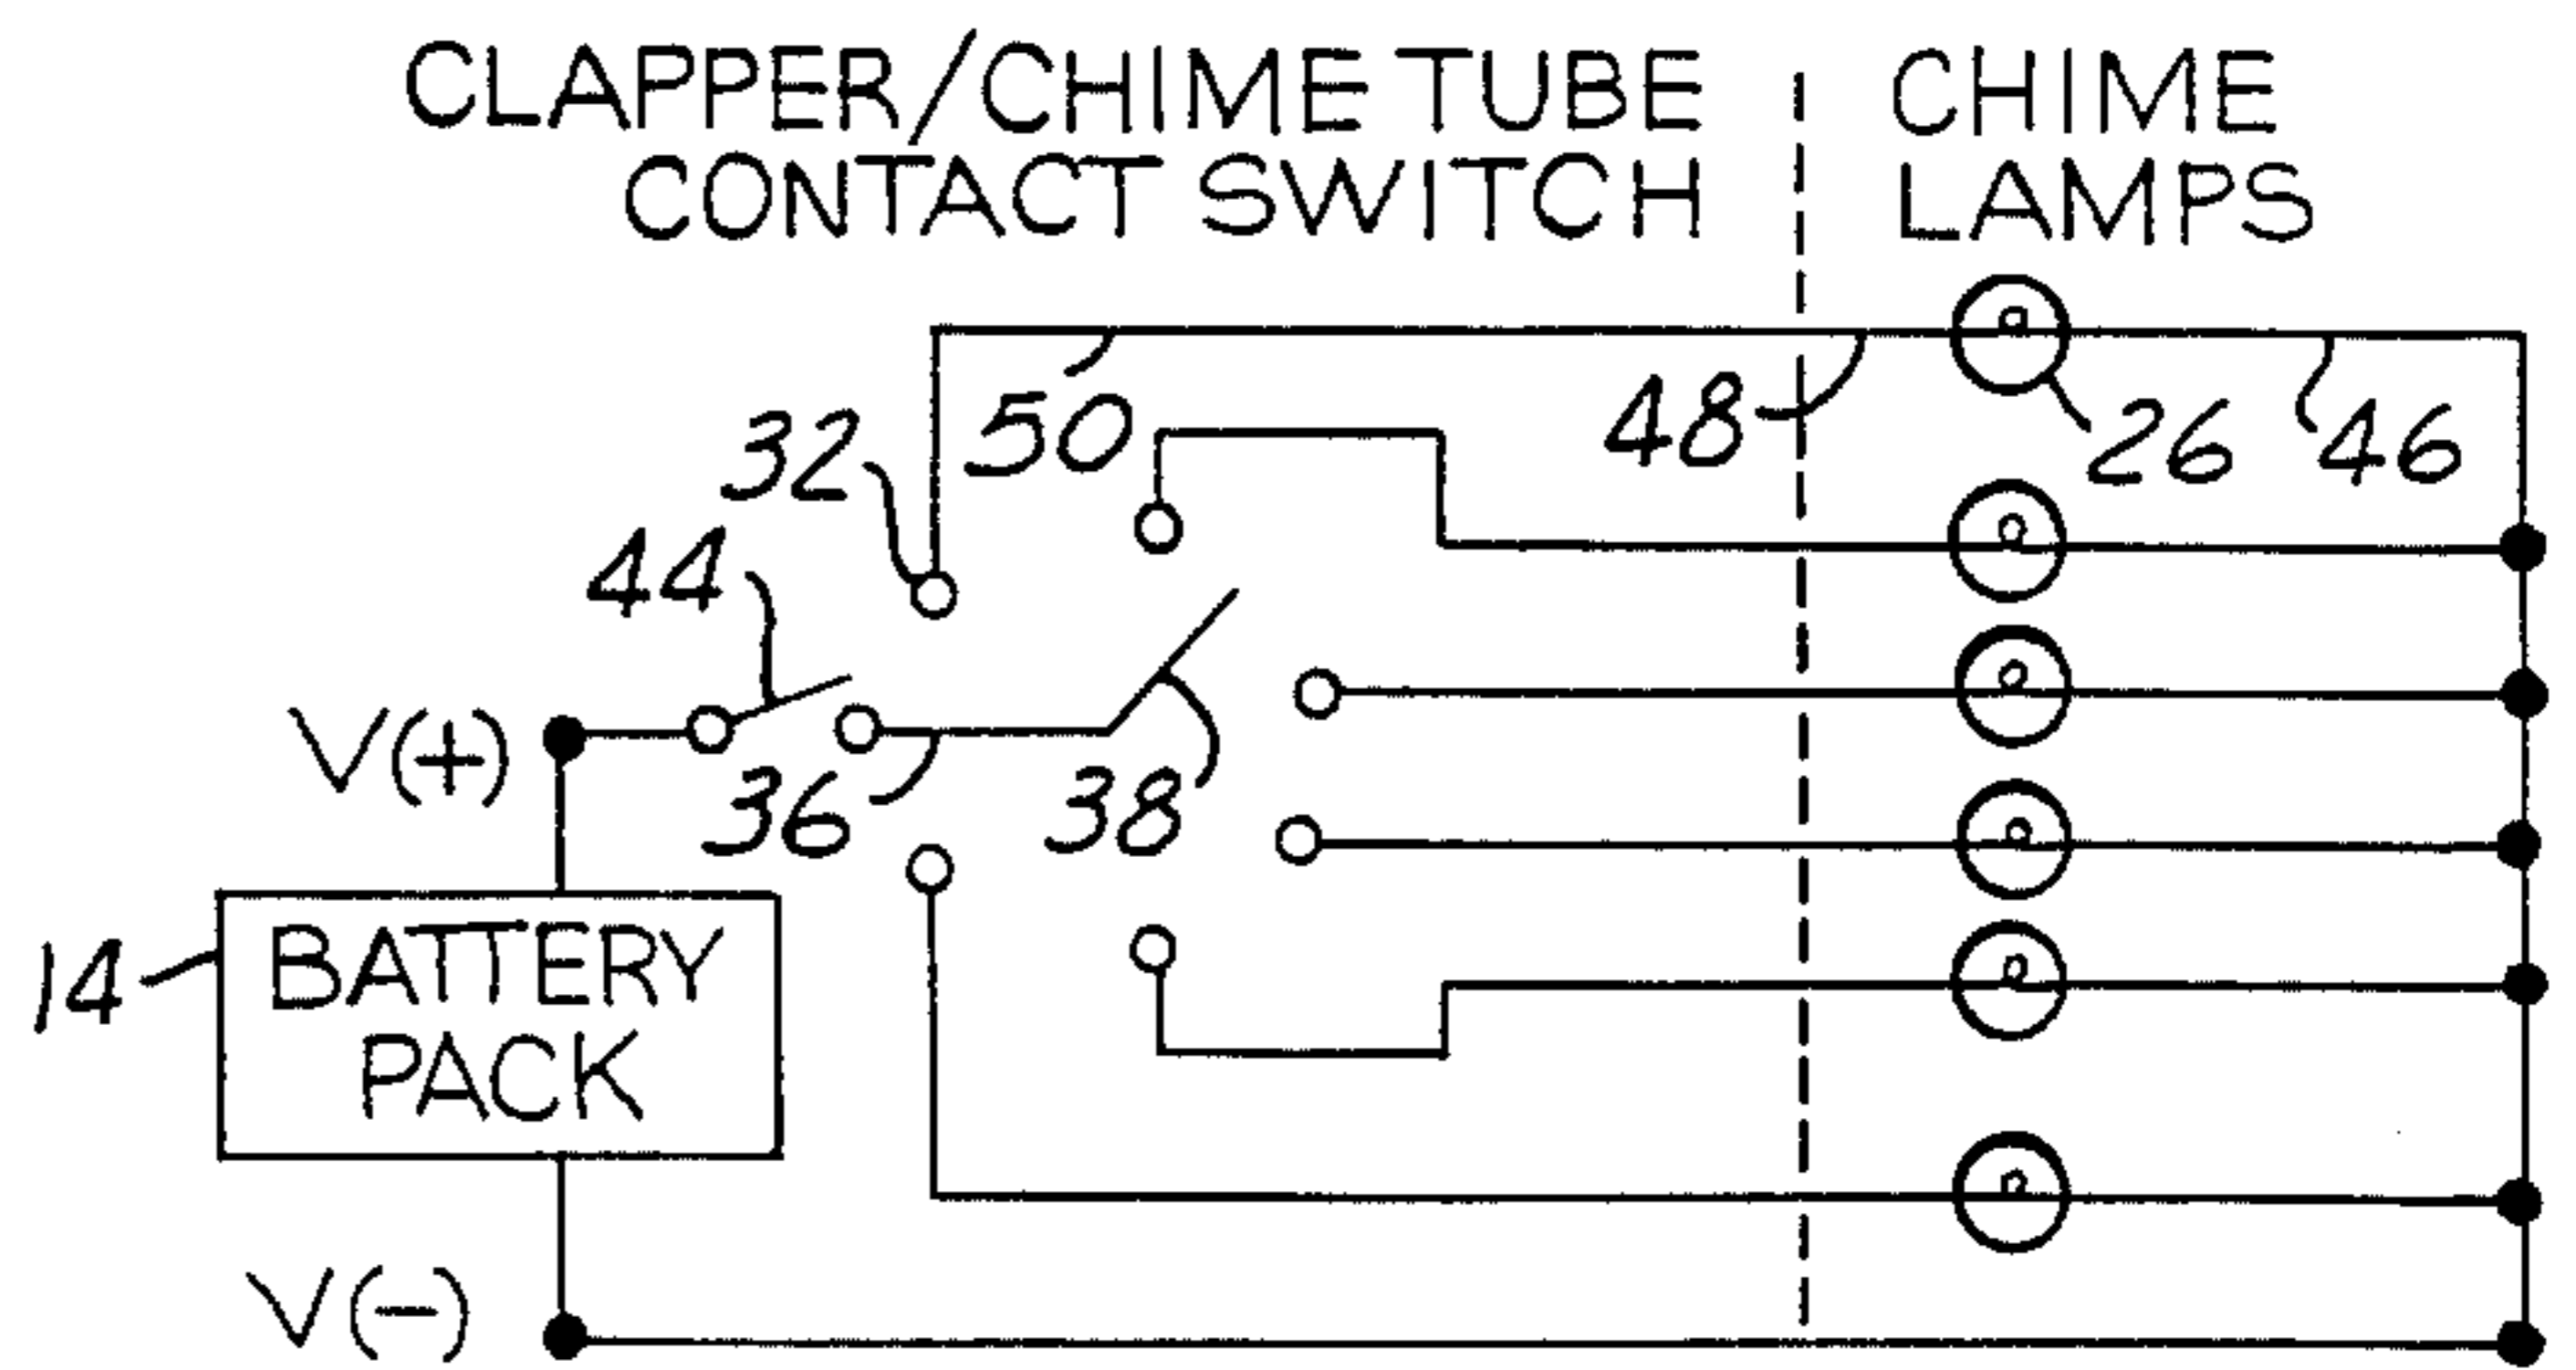 CLAPPER/CHIME TUBE
CONTACT SWITCH
CHIME
LAMPS
50
48
26
46
32
44
V(+)
36
38
14
BATTERY
PACK
V(-)